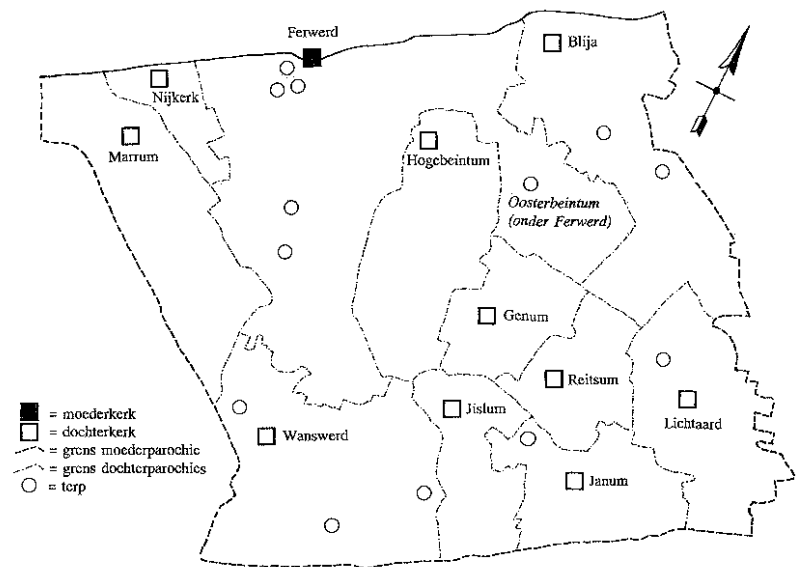 Ferwerd
Blija
Nijkerk
Marrum
Hogebeintum
Oosterbeintum
(onder Ferwerd)
Genum
Reitsum
Jislum
Lichtaard
Wanswerd
Janum
= moederkerk
= dochterkerk
= grens moederparochie
= grens dochterparochies
= terp